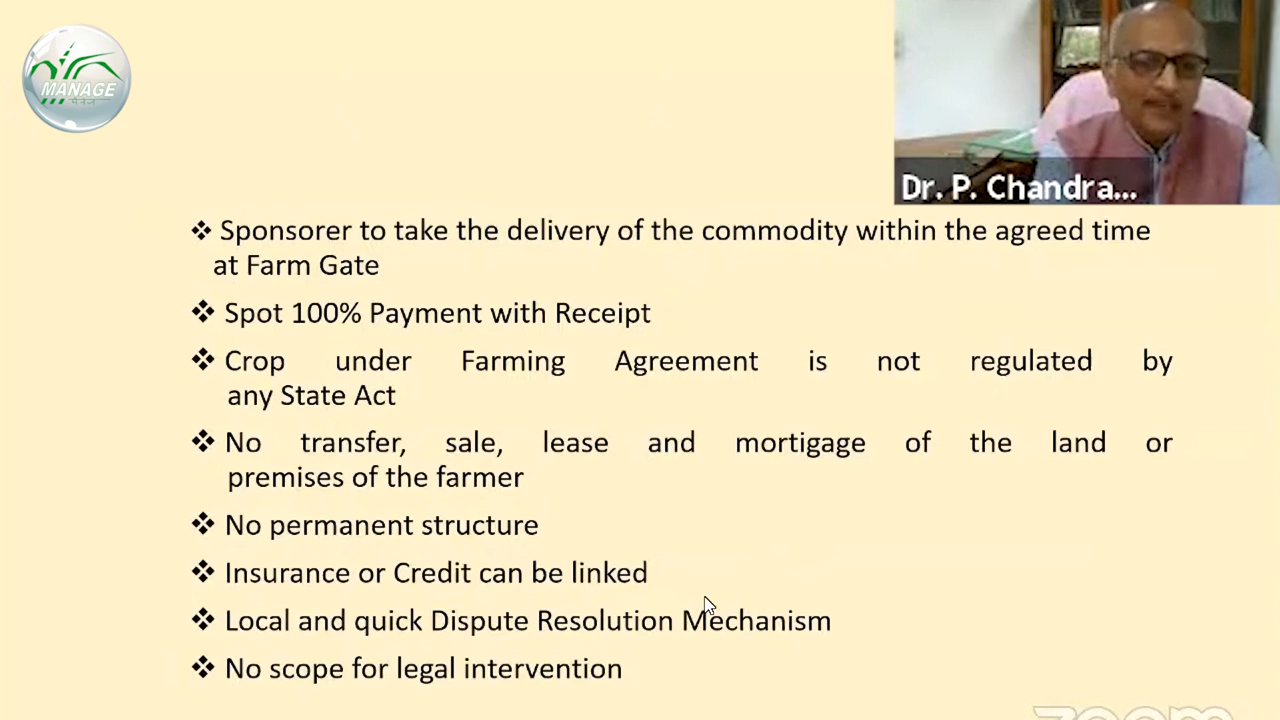 MANAGE
Dr. P. Chandra...
❖ Sponsorer to take the delivery of the commodity within the agreed time
at Farm Gate
❖ Spot 100% Payment with Receipt
❖ Crop under Farming Agreement is not regulated by
any State Act
❖ No transfer, sale, lease and mortgage of the land or
premises of the farmer
❖ No permanent structure
❖ Insurance or Credit can be linked
❖ Local and quick Dispute Resolution Mechanism
❖ No scope for legal intervention
zoom